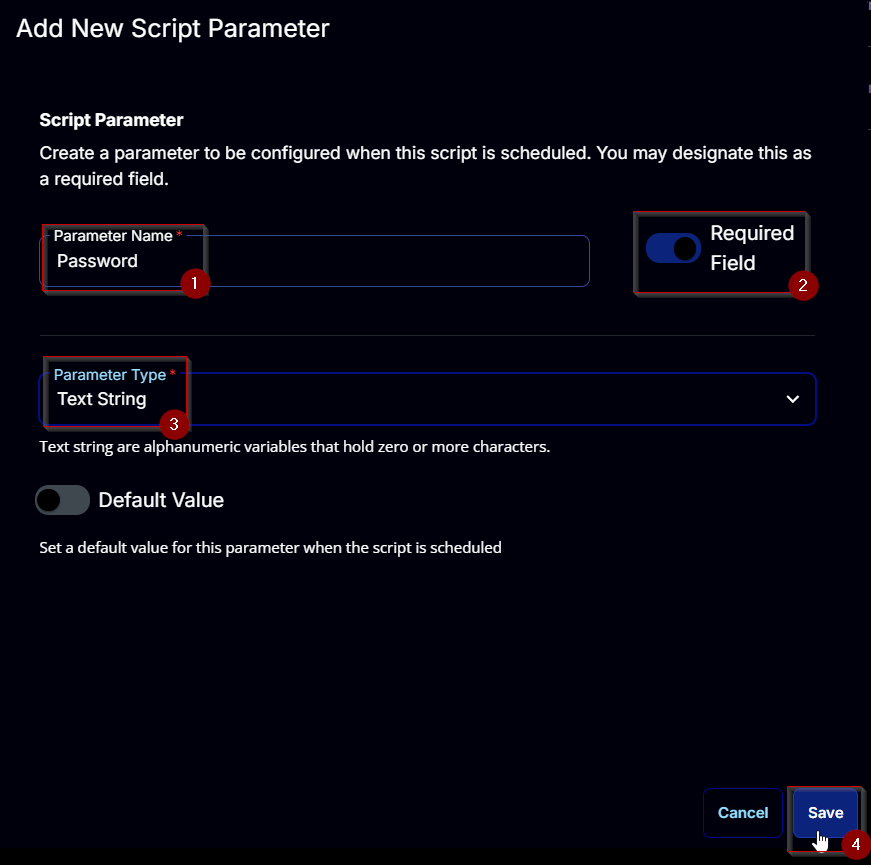 Add New Script Parameter
Script Parameter
Create a parameter to be configured when this script is scheduled. You may designate this as
a required field.
Parameter Name *
Password
1
Required
Field
2
Parameter Type *
Text String
3
Text string are alphanumeric variables that hold zero or more characters.
Default Value
Set a default value for this parameter when the script is scheduled
Cancel
Save
4